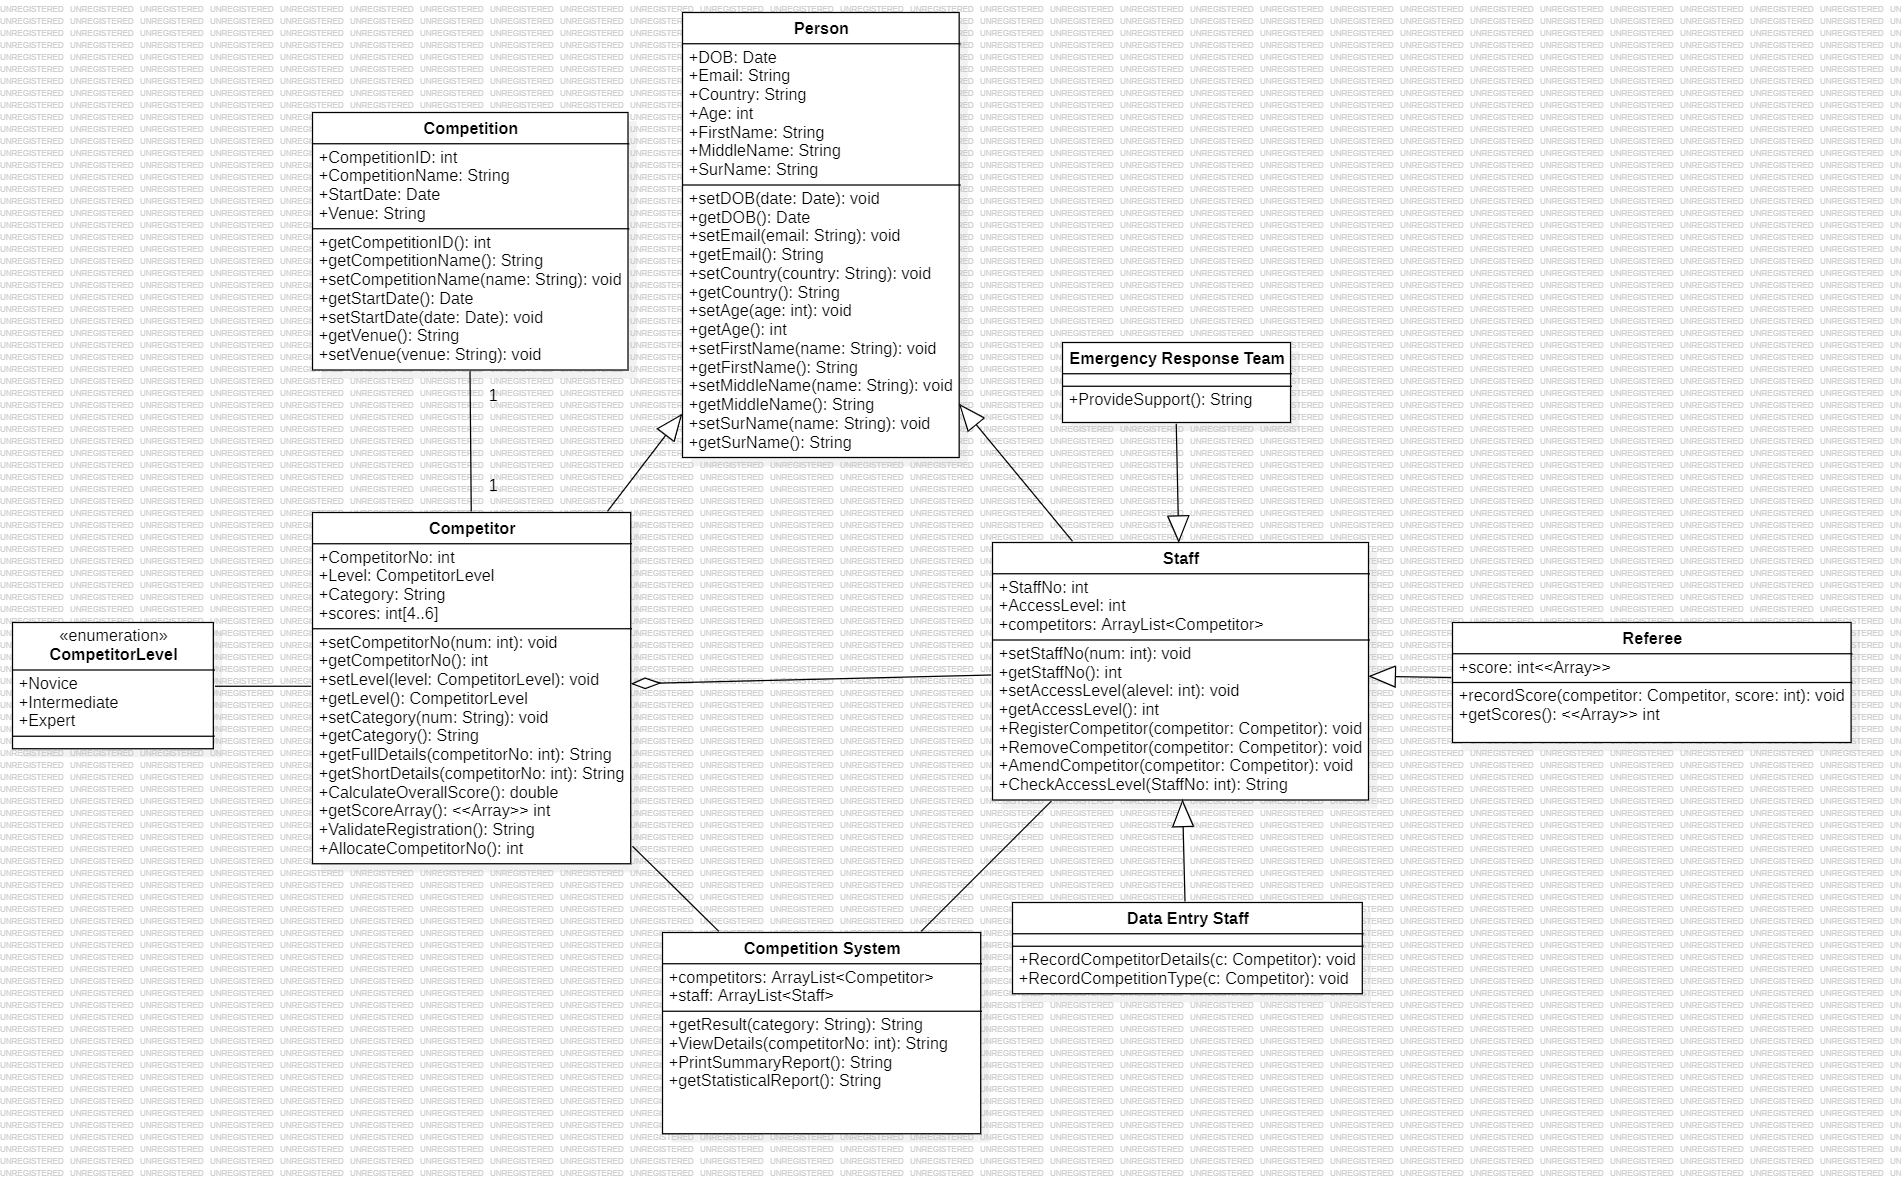 Person
+DOB: Date
+Email: String
+Country: String
+Age: int
+FirstName: String
+MiddleName: String
+SurName: String
+setDOB(date: Date): void
+getDOB(): Date
+setEmail(email: String): void
+getEmail(): String
+setCountry(country: String): void
+getCountry(): String
+setAge(age: int): void
+getAge(): int
+setFirstName(name: String): void
+getFirstName(): String
+setMiddleName(name: String): void
+getMiddleName(): String
+setSurName(name: String): void
+getSurName(): String
Competition
+CompetitionID: int
+CompetitionName: String
+StartDate: Date
+Venue: String
+getCompetitionID(): int
+getCompetitionName(): String
+setCompetitionName(name: String): void
+getStartDate(): Date
+setStartDate(date: Date): void
+getVenue(): String
+setVenue(venue: String): void
1
1
Emergency Response Team
+ProvideSupport(): String
Competitor
+CompetitorNo: int
+Level: CompetitorLevel
+Category: String
+scores: int[4..6]
+setCompetitorNo(num: int): void
+getCompetitorNo(): int
+setLevel(level: CompetitorLevel): void
+getLevel(): CompetitorLevel
+setCategory(num: String): void
+getCategory(): String
+getFullDetails(competitorNo: int): String
+getShortDetails(competitorNo: int): String
+CalculateOverallScore(): double
+getScoreArray(): <<Array>> int
+ValidateRegistration(): String
+AllocateCompetitorNo(): int
«enumeration»
CompetitorLevel
+Novice
+Intermediate
+Expert
Staff
+StaffNo: int
+AccessLevel: int
+competitors: ArrayList<Competitor>
+setStaffNo(num: int): void
+getStaffNo(): int
+setAccessLevel(alevel: int): void
+getAccessLevel(): int
+RegisterCompetitor(competitor: Competitor): void
+RemoveCompetitor(competitor: Competitor): void
+AmendCompetitor(competitor: Competitor): void
+CheckAccessLevel(StaffNo: int): String
Referee
+score: int<<Array>>
+recordScore(competitor: Competitor, score: int): void
+getScores(): <<Array>> int
Data Entry Staff
+RecordCompetitorDetails(c: Competitor): void
+RecordCompetitionType(c: Competitor): void
Competition System
+competitors: ArrayList<Competitor>
+staff: ArrayList<Staff>
+getResult(category: String): String
+ViewDetails(competitorNo: int): String
+PrintSummaryReport(): String
+getStatisticalReport(): String
UNREGISTERED